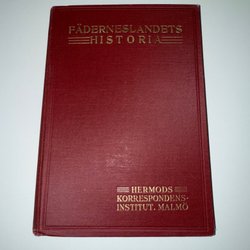 FÄDERNESLANDETS
HISTORIA
HERMODS
KORRESPONDENS-
INSTITUT. MALMÖ